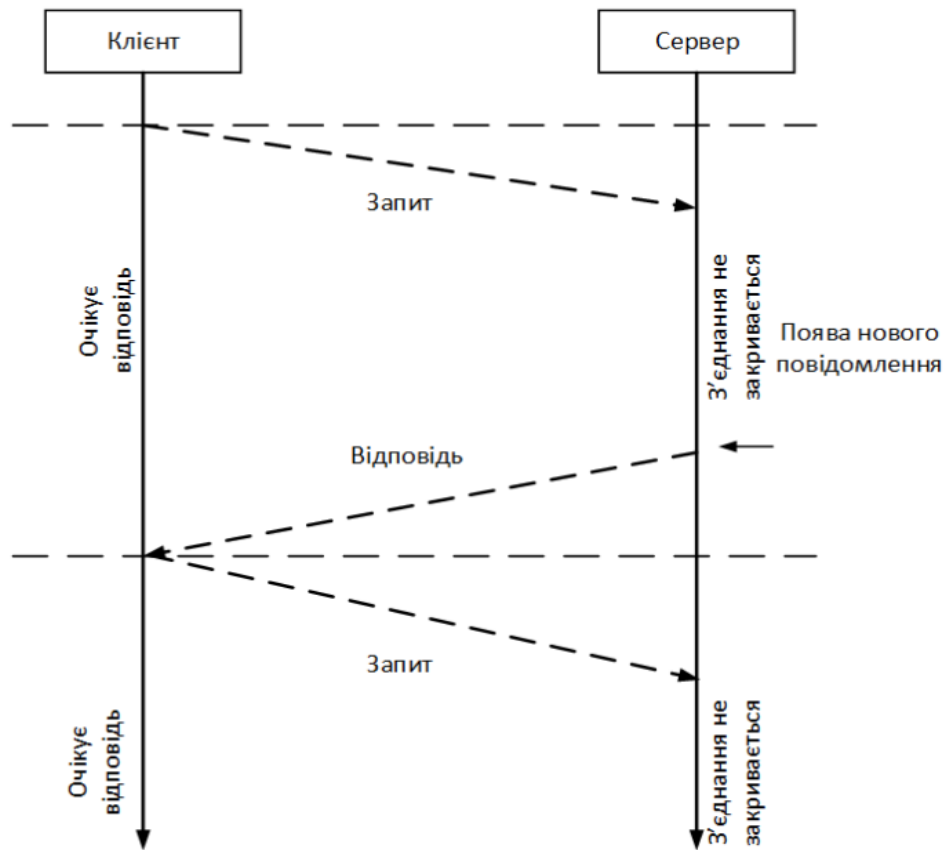 Клієнт
Сервер
Запит
Очікує
відповідь
З’єднання не
закривається
Поява нового
повідомлення
Відповідь
Запит
Очікує
відповідь
З’єднання не
закривається